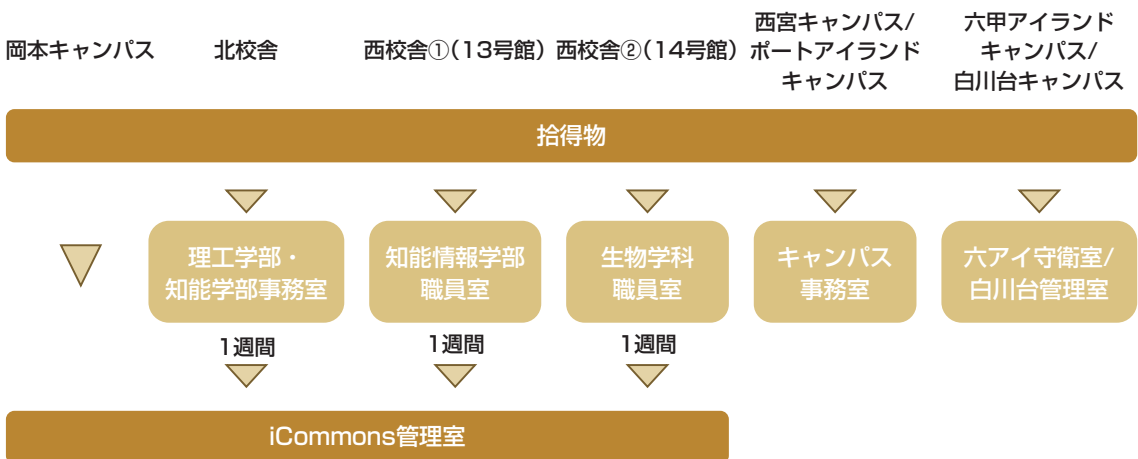 岡本キャンパス
北校舎
西校舎①(13号館)
西校舎②(14号館)
西宮キャンパス/
ポートアイランド
キャンパス
六甲アイランド
キャンパス/
白川台キャンパス
拾得物
理工学部・
知能学部事務室
知能情報学部
職員室
生物学科
職員室
キャンパス
事務室
六アイ守衛室/
白川台管理室
1週間
1週間
1週間
iCommons管理室